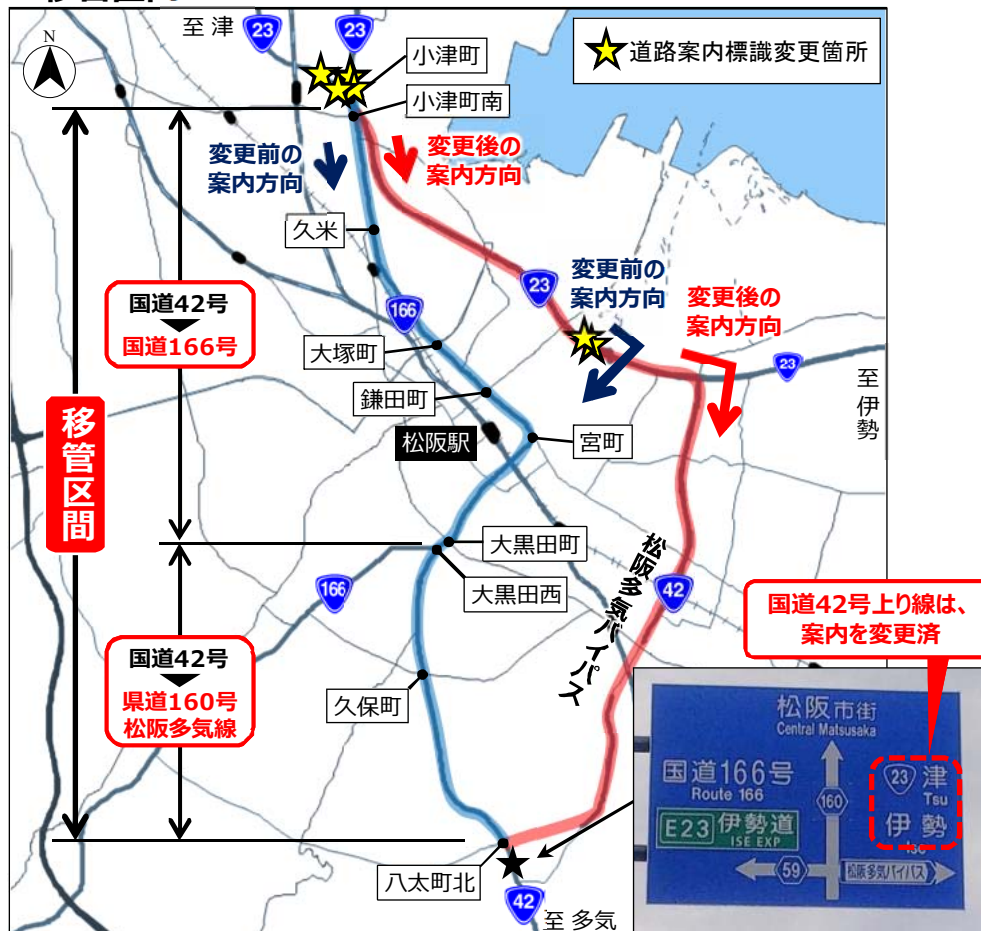 至 津
23
23
N
小津町
道路案内標識変更箇所
小津町南
変更前の
案内方向
変更後の
案内方向
久米
23
変更前の
案内方向
変更後の
案内方向
国道42号
国道166号
166
大塚町
23
至 伊勢
鎌田町
移管区間
松阪駅
宮町
大黒田町
大黒田西
166
松阪多気バイパス
42
国道42号上り線は、
案内を変更済
国道42号
県道160号
松阪多気線
久保町
松阪市街
Central Matsusaka
国道166号
Route 166
23 津
Tsu
160
E23 伊勢道
ISE EXP
伊勢
Ise
59
松阪多気バイパス
八太町北
42
至 多気